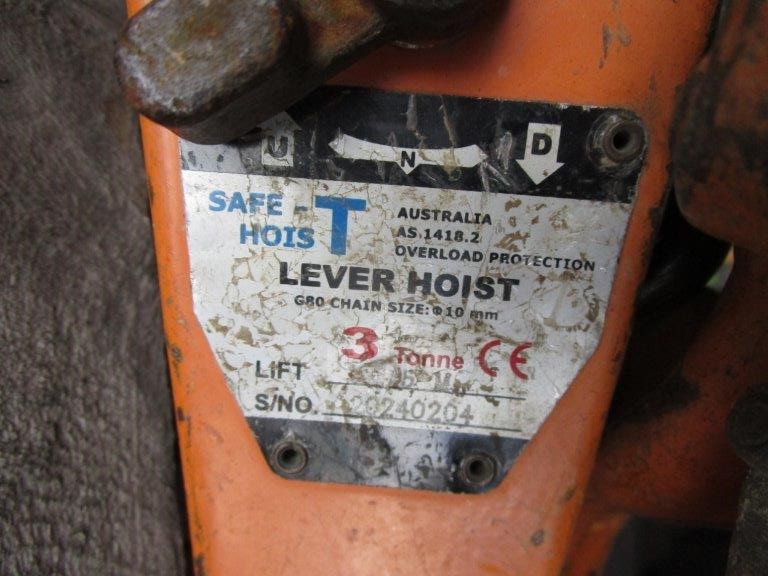 U N D
SAFE-T
HOIST
AUSTRALIA
AS 1418.2
OVERLOAD PROTECTION
LEVER HOIST
G80 CHAIN SIZE:Φ10 mm
3 Tonne CE
LIFT M
S/NO. 20240204